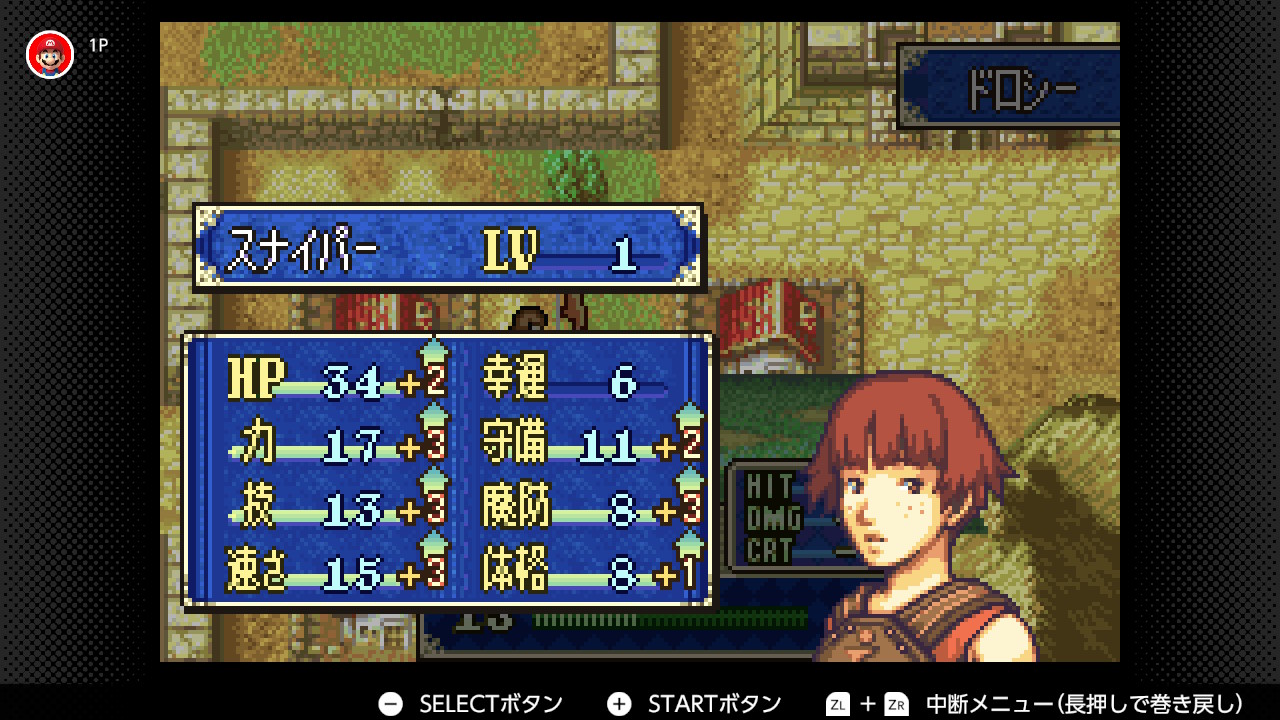 1P
ドロシー
スナイパー LV 1
HP 34 +2 幸運 6
力 17 +3 守備 11 +2
技 13 +3 魔防 8 +3
速さ 15 +3 体格 8 +1
HIT
DMG
CRT
13
SELECTボタン STARTボタン ZL + ZR 中断メニュー(長押しで巻き戻し)